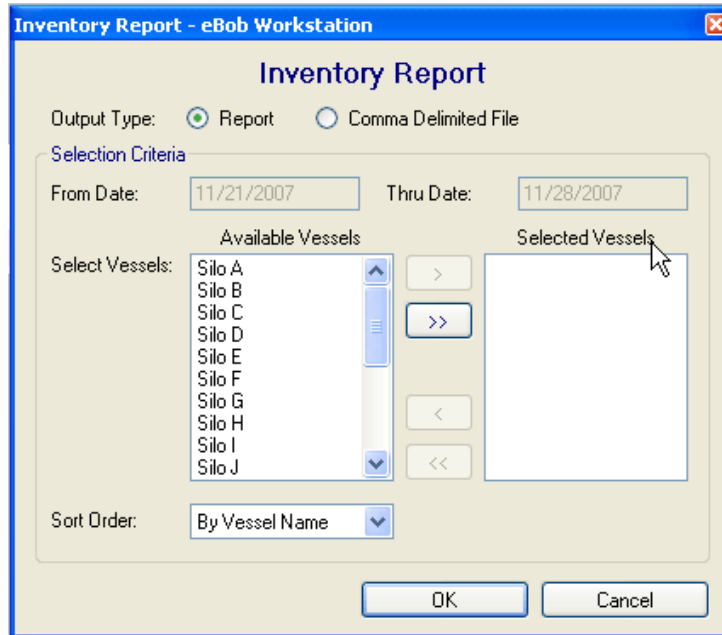 Inventory Report - eBob Workstation
Inventory Report
Output Type: Report Comma Delimited File
Selection Criteria
From Date: 11/21/2007 Thru Date: 11/28/2007
Available Vessels Selected Vessels
Select Vessels: Silo A >
Silo B
Silo C >>
Silo D
Silo E
Silo F
Silo G
Silo H <
Silo I
Silo J <<
Sort Order: By Vessel Name
OK Cancel